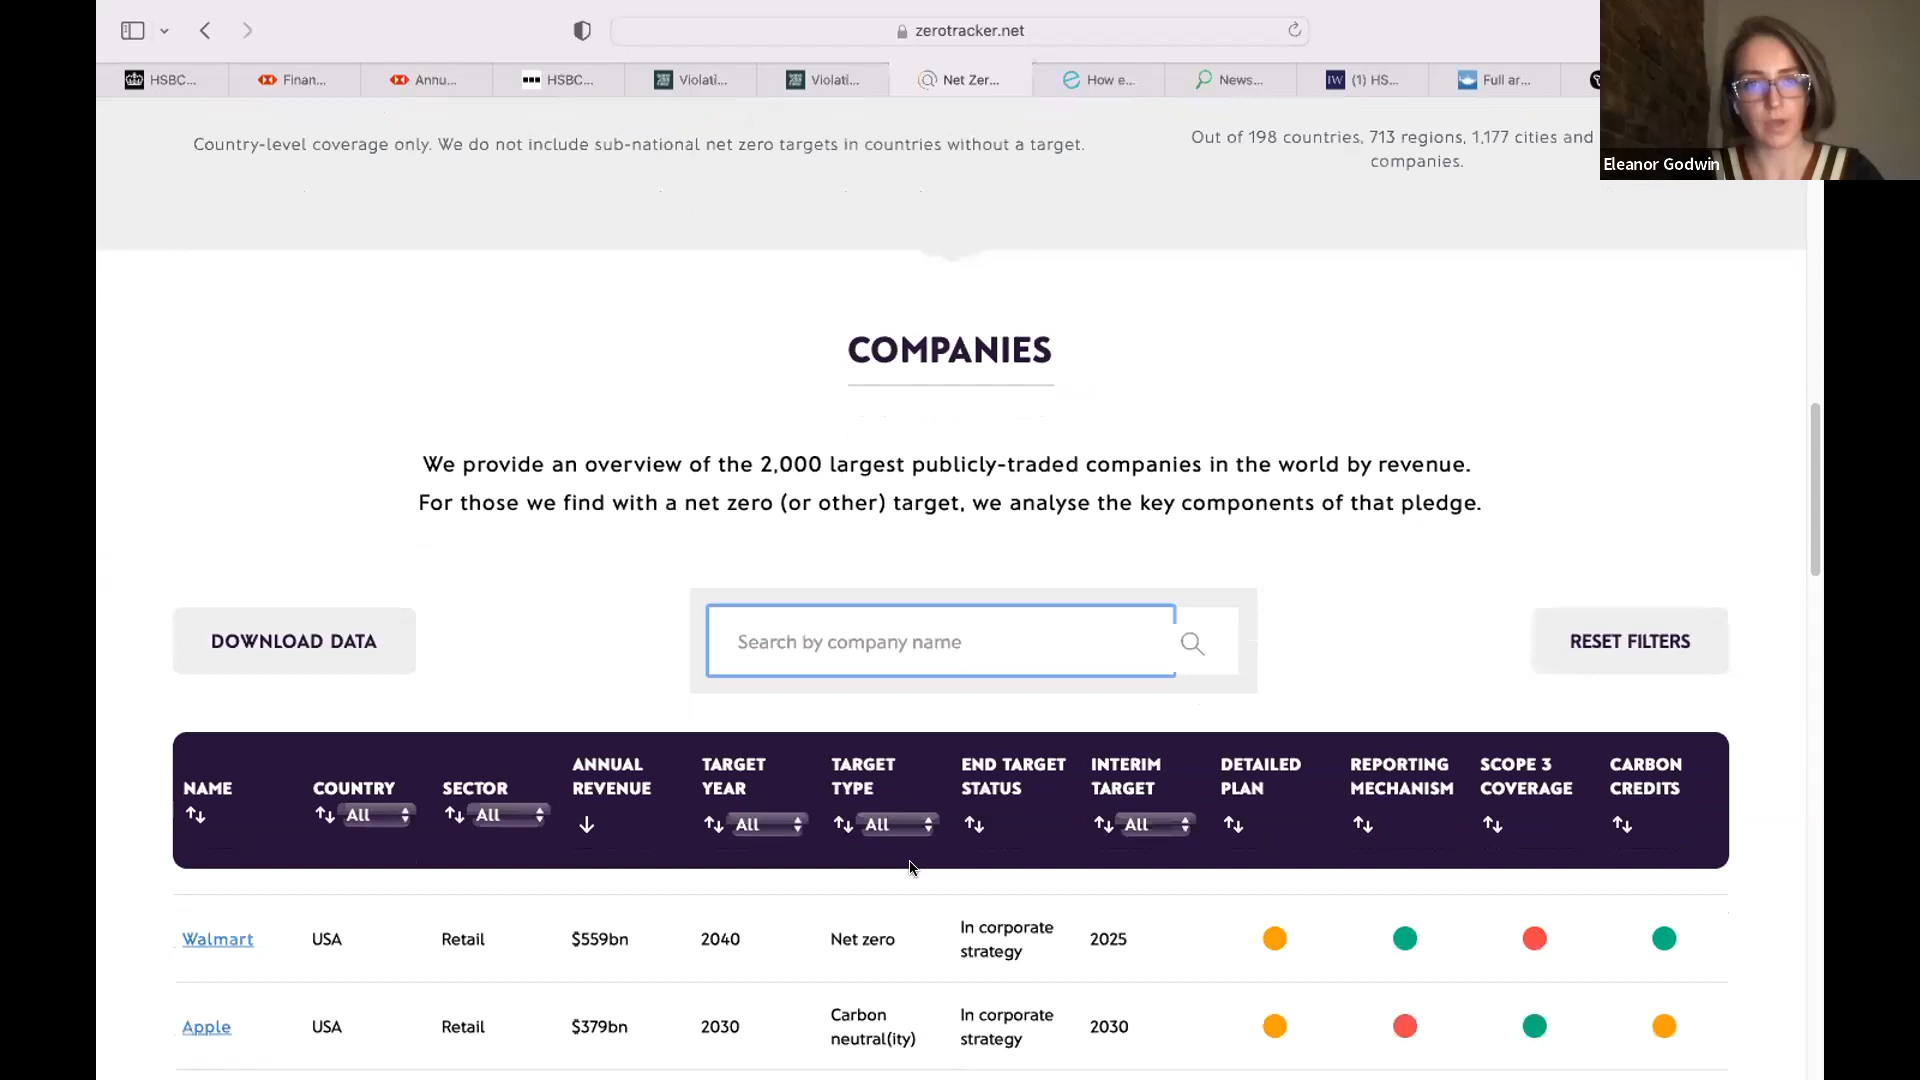 zerotracker.net
HSBC...
Finan...
Annu...
HSBC...
Violati...
Violati...
Net Zer...
How e...
News...
IW
(1) HS...
Full ar...
Eleanor Godwin
Country-level coverage only. We do not include sub-national net zero targets in countries without a target.
Out of 198 countries, 713 regions, 1,177 cities and
companies.
COMPANIES
We provide an overview of the 2,000 largest publicly-traded companies in the world by revenue.
For those we find with a net zero (or other) target, we analyse the key components of that pledge.
DOWNLOAD DATA
Search by company name
RESET FILTERS
NAME
COUNTRY
All
SECTOR
All
ANNUAL
REVENUE
TARGET
YEAR
All
TARGET
TYPE
All
END TARGET
STATUS
INTERIM
TARGET
All
DETAILED
PLAN
REPORTING
MECHANISM
SCOPE 3
COVERAGE
CARBON
CREDITS
Walmart
USA
Retail
$559bn
2040
Net zero
In corporate
strategy
2025
Apple
USA
Retail
$379bn
2030
Carbon
neutral(ity)
In corporate
strategy
2030